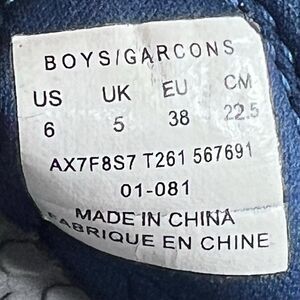 BOYS/GARCONS
US UK EU CM
6 5 38 22.5
AX7F8S7 T261 567691
01-081
MADE IN CHINA
FABRIQUE EN CHINE